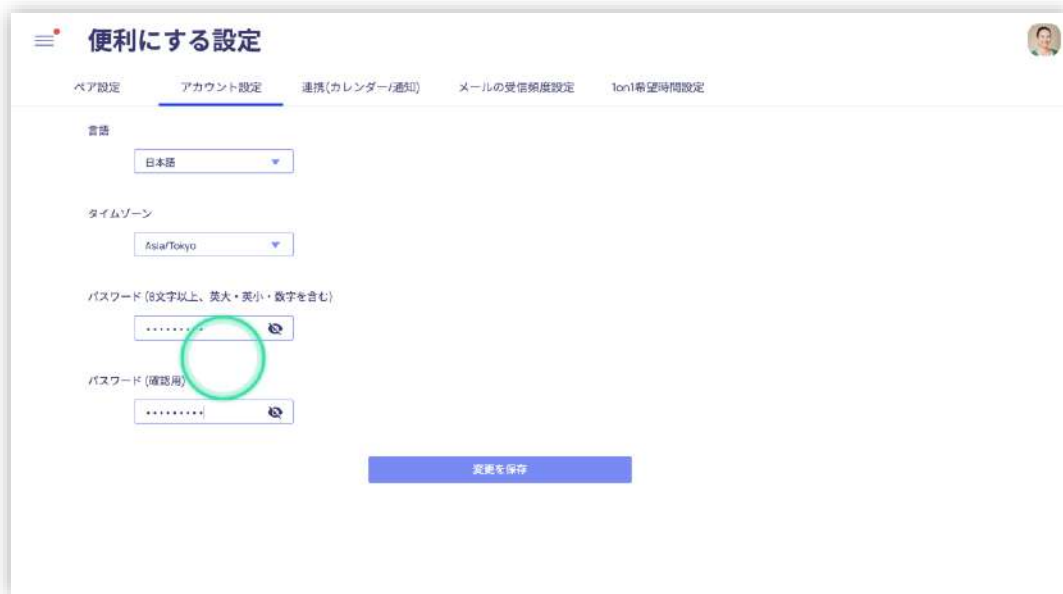 便利にする設定
ペア設定 アカウント設定 連携(カレンダー/通知) メールの受信頻度設定 1on1希望時間設定
言語
日本語
タイムゾーン
Asia/Tokyo
パスワード (8文字以上、英大・英小・数字を含む)
•••••••••
パスワード (確認用)
•••••••••
変更を保存